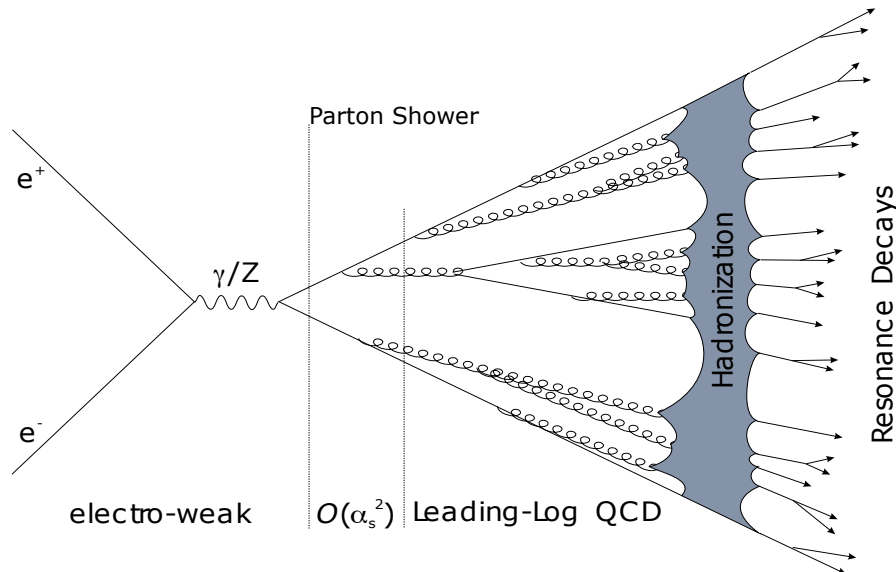 Parton Shower
e+
γ/Z
e-
Hadronization
Resonance Decays
electro-weak
O(αs2)
Leading-Log QCD